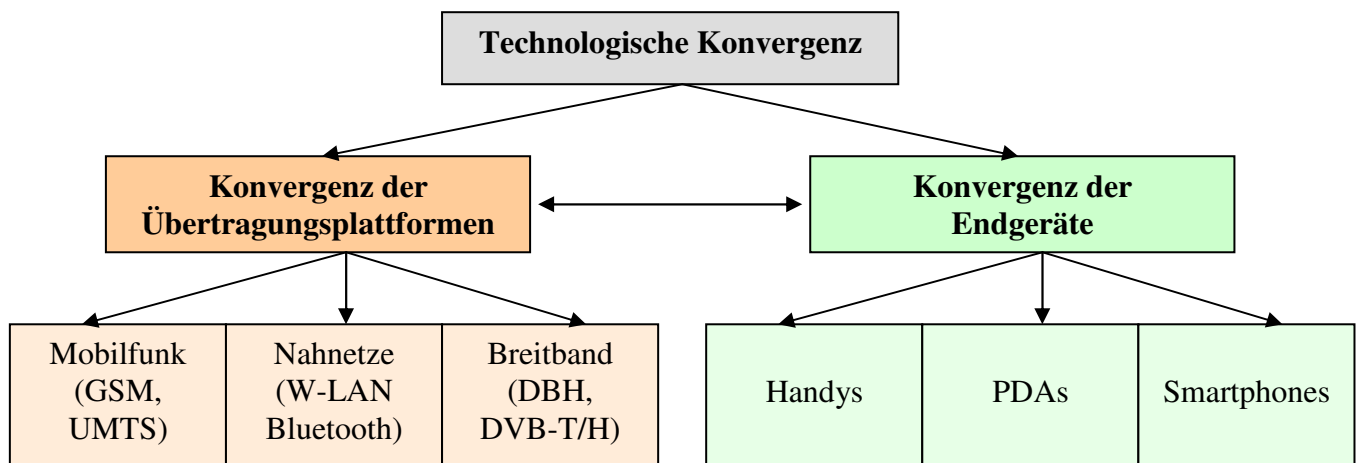 Technologische Konvergenz
Konvergenz der
Übertragungsplattformen
Konvergenz der
Endgeräte
Mobilfunk
(GSM,
UMTS)
Nahnetze
(W-LAN
Bluetooth)
Breitband
(DBH,
DVB-T/H)
Handys
PDAs
Smartphones